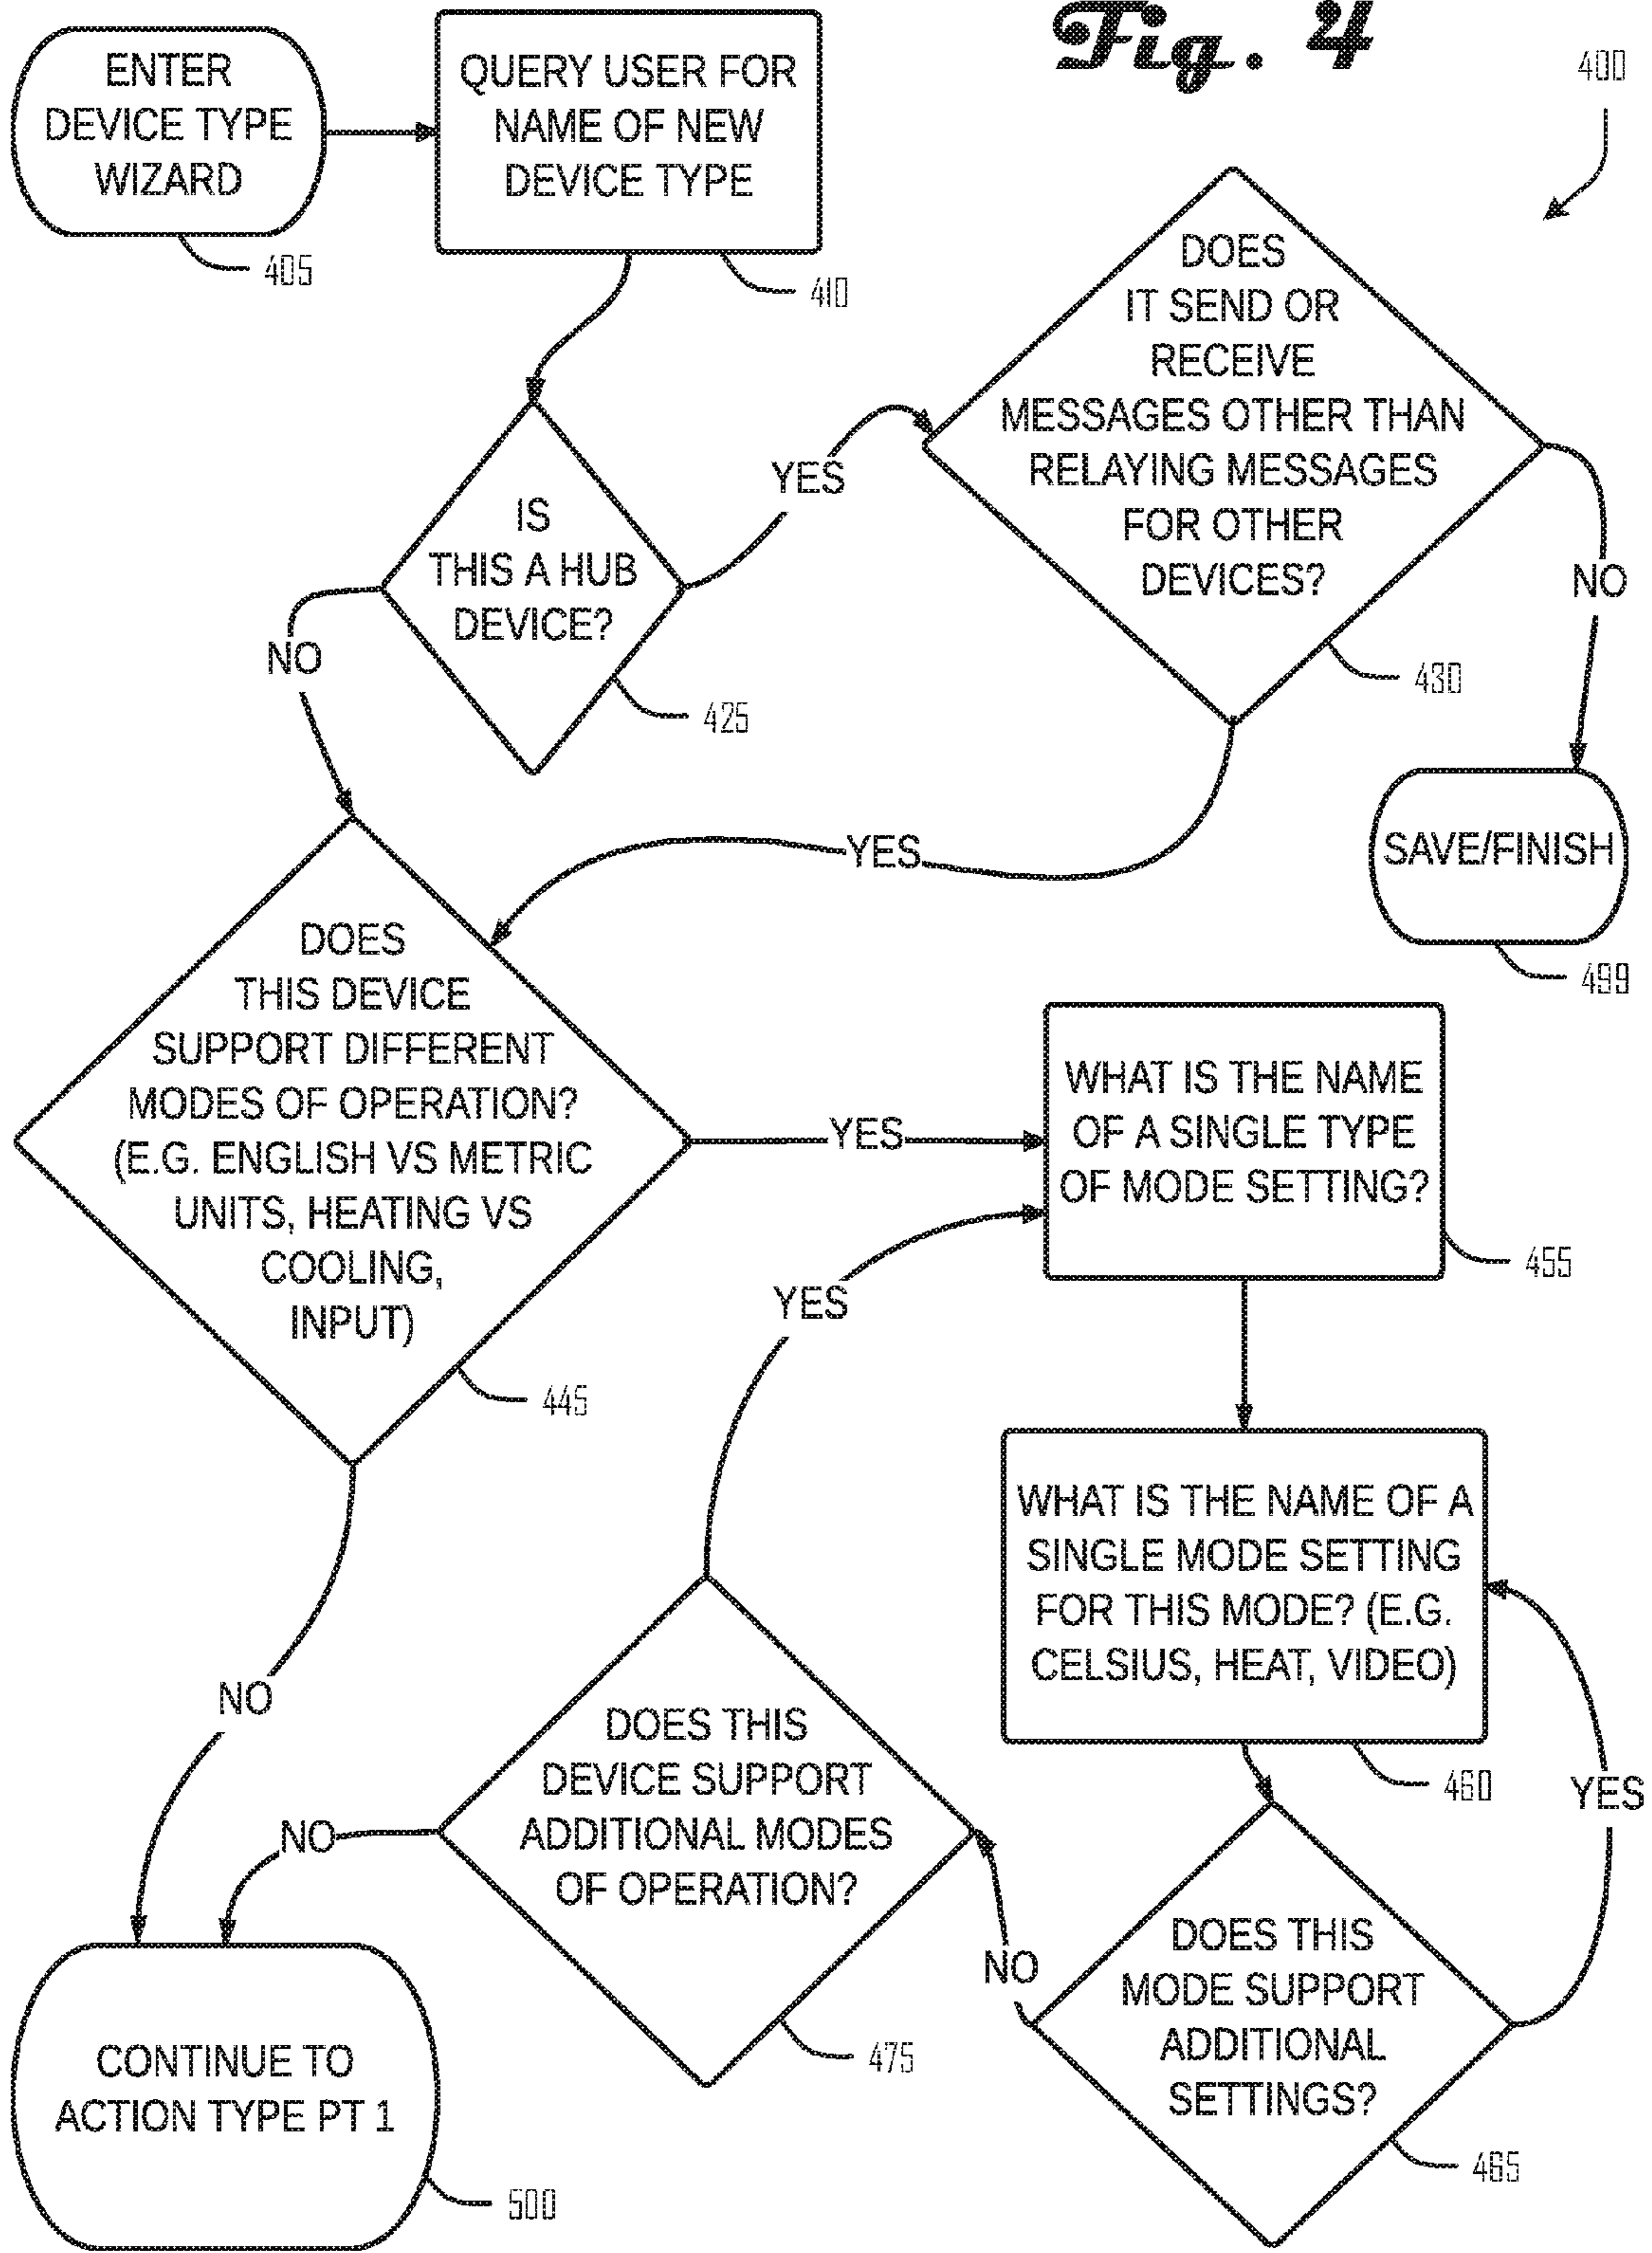 Fig. 4
400
ENTER
DEVICE TYPE
WIZARD
405
QUERY USER FOR
NAME OF NEW
DEVICE TYPE
410
IS
THIS A HUB
DEVICE?
425
YES
NO
DOES
IT SEND OR
RECEIVE
MESSAGES OTHER THAN
RELAYING MESSAGES
FOR OTHER
DEVICES?
430
NO
YES
SAVE/FINISH
499
DOES
THIS DEVICE
SUPPORT DIFFERENT
MODES OF OPERATION?
(E.G. ENGLISH VS METRIC
UNITS, HEATING VS
COOLING,
INPUT)
445
YES
NO
WHAT IS THE NAME
OF A SINGLE TYPE
OF MODE SETTING?
455
YES
WHAT IS THE NAME OF A
SINGLE MODE SETTING
FOR THIS MODE? (E.G.
CELSIUS, HEAT, VIDEO)
460
YES
DOES THIS
MODE SUPPORT
ADDITIONAL
SETTINGS?
465
NO
DOES THIS
DEVICE SUPPORT
ADDITIONAL MODES
OF OPERATION?
475
NO
CONTINUE TO
ACTION TYPE PT 1
500